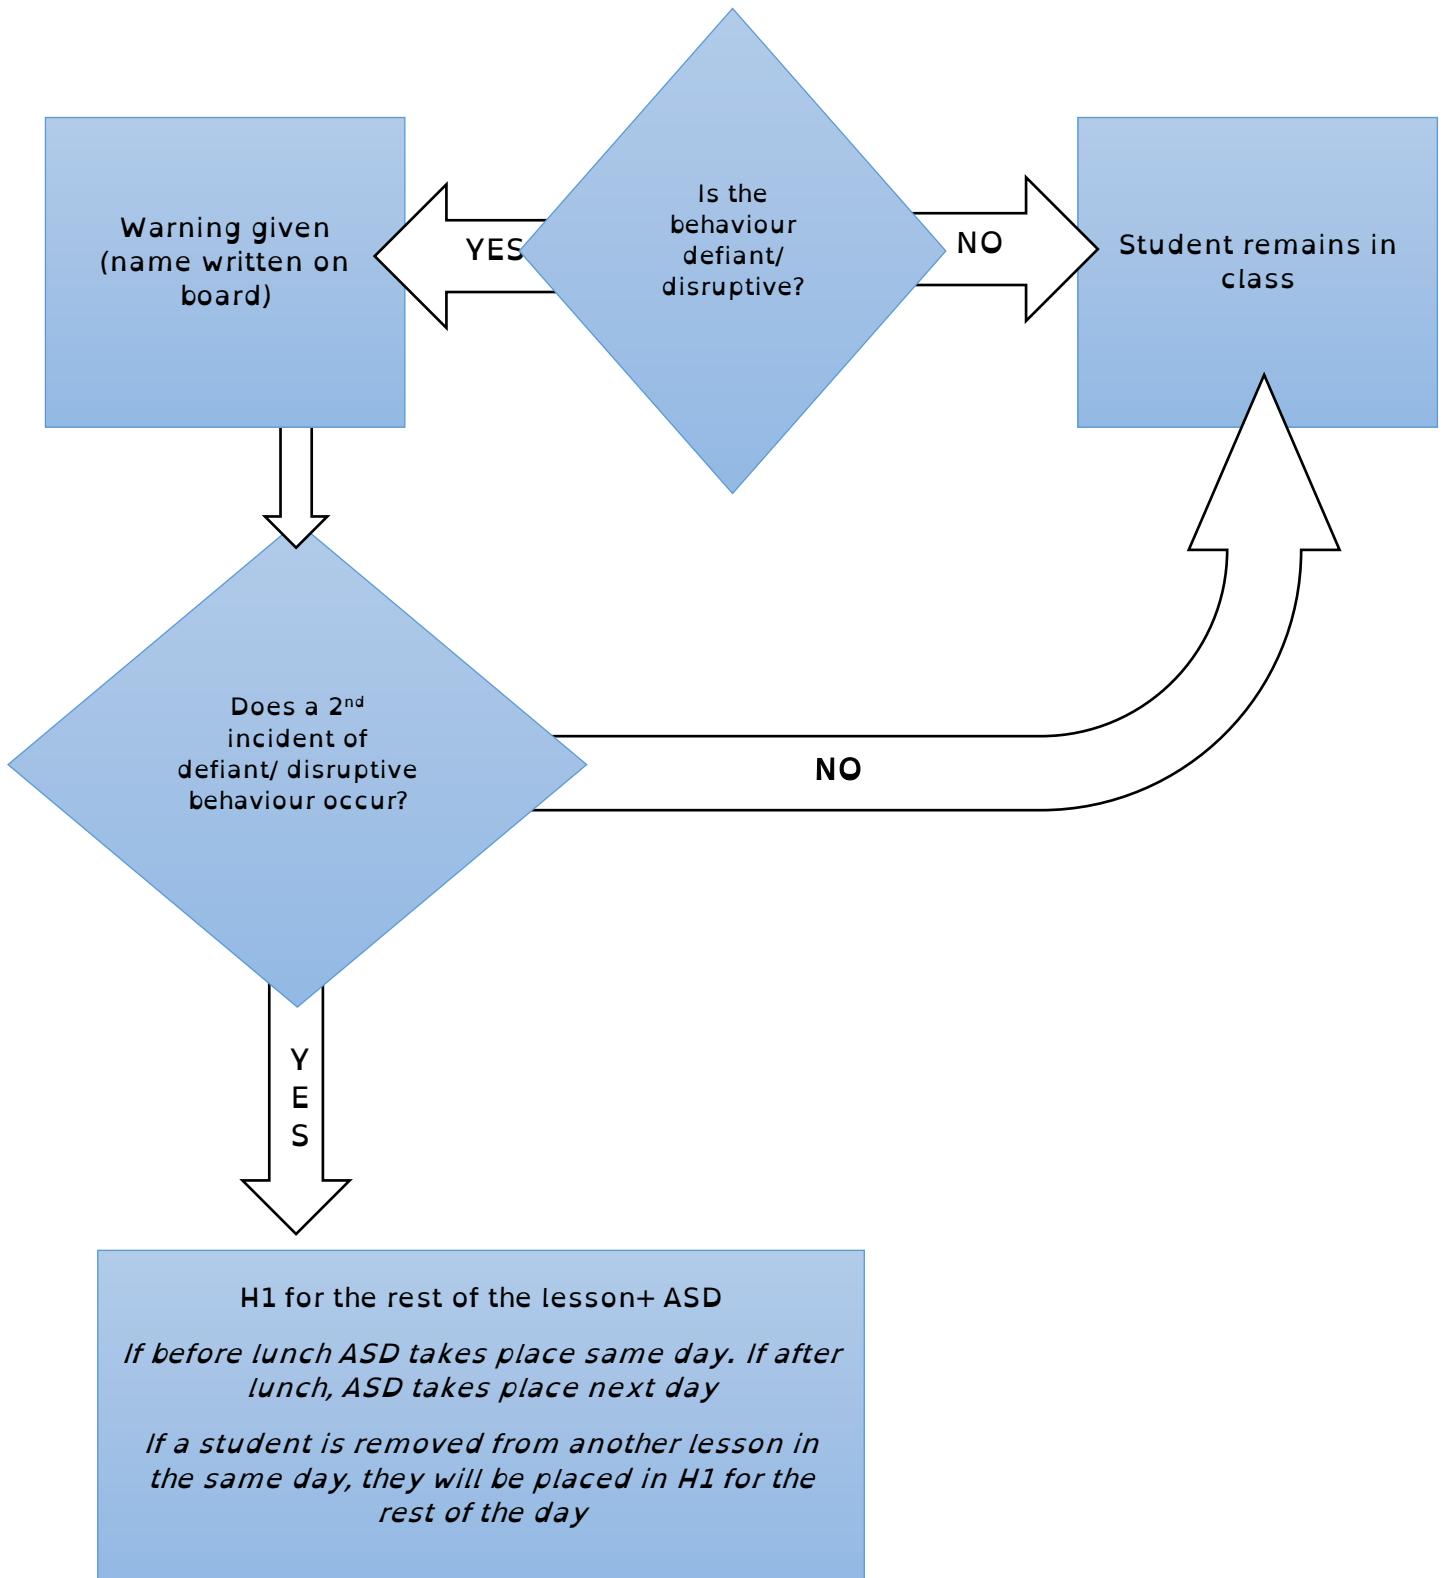 Is the
behaviour
defiant/
disruptive?
YES
NO
Warning given
(name written on
board)
Student remains in
class
Does a 2nd
incident of
defiant/ disruptive
behaviour occur?
NO
Y
E
S
H1 for the rest of the lesson+ ASD
If before lunch ASD takes place same day. If after
lunch, ASD takes place next day
If a student is removed from another lesson in
the same day, they will be placed in H1 for the
rest of the day